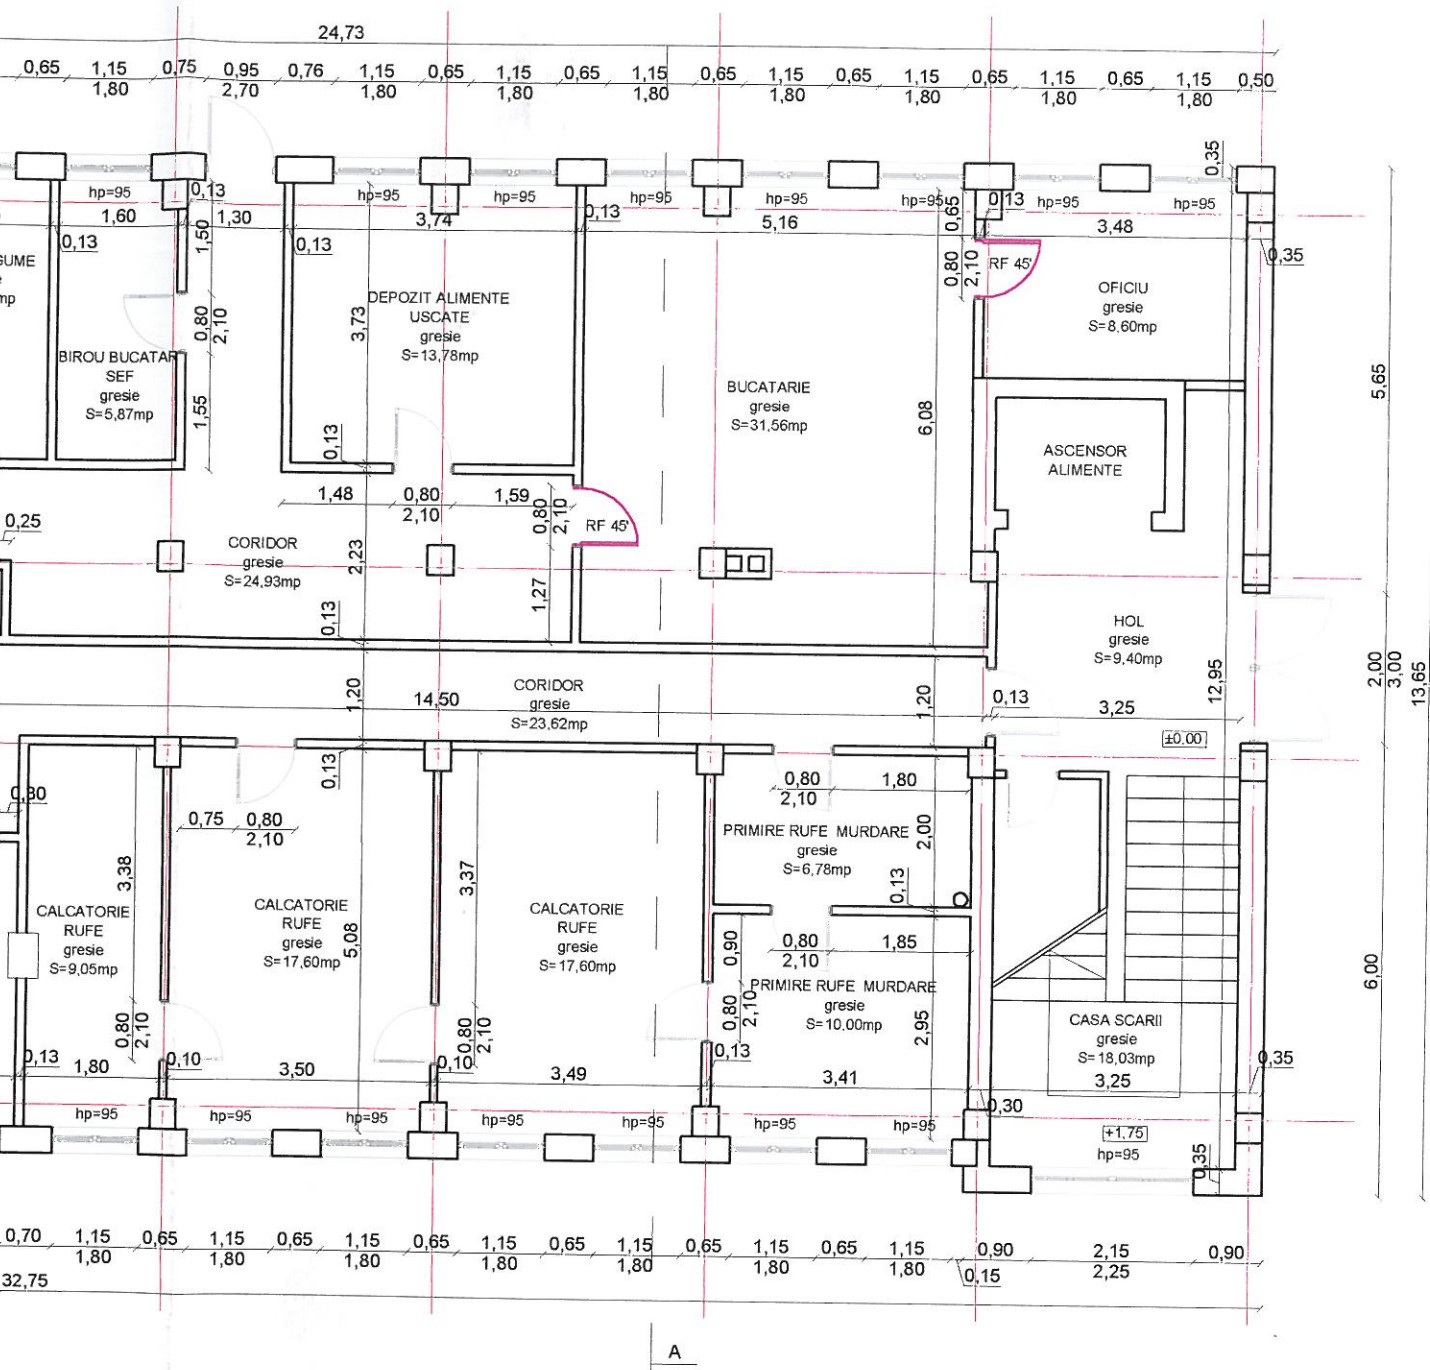 24,73
0,65 1,15 0,75 0,95 0,76 1,15 0,65 1,15 0,65 1,15 0,65 1,15 0,65 1,15 0,65 1,15 0,65 1,15 0,50
1,80 2,70 1,80 1,80 1,80 1,80 1,80 1,80 1,80
0,35
hp=95 0,13 hp=95 hp=95 hp=95 hp=95 hp=95 0,65 0,13 hp=95 hp=95
1,60 1,50 1,30 3,74 0,13 5,16 3,48
0,13 0,13 0,35
GUME
RF 45'
0,80
2,10
OFICIU
gresie
S=8,60mp
DEPOZIT ALIMENTE
USCATE
gresie
S=13,78mp
3,73
0,80
2,10
BIROU BUCATAR
SEF
gresie
S=5,87mp
1,55
BUCATARIE
gresie
S=31,56mp
6,08
5,65
0,13
ASCENSOR
ALIMENTE
1,48 0,80 1,59
2,10
0,80
2,10
RF 45'
0,25
CORIDOR
gresie
S=24,93mp
2,23
1,27
0,13
HOL
gresie
S=9,40mp
2,00
3,00
13,65
12,95
CORIDOR
gresie
S=23,62mp
1,20 14,50 1,20 0,13 3,25
±0,00
0,13
0,80 1,80
2,10
0,30
0,75 0,80
2,10
PRIMIRE RUFE MURDARE
gresie
S=6,78mp
2,00
0,13
3,38
3,37
CALCATORIE
RUFE
gresie
S=9,05mp
CALCATORIE
RUFE
gresie
S=17,60mp
5,08
CALCATORIE
RUFE
gresie
S=17,60mp
0,90
0,80 1,85
2,10
6,00
PRIMIRE RUFE MURDARE
gresie
S=10,00mp
0,80
2,10
2,95
0,80
2,10
0,80
2,10
CASA SCARII
gresie
S=18,03mp
3,25
0,13 1,80 0,10 3,50 0,10 3,49 0,13 3,41 0,35
0,30
hp=95 hp=95 hp=95 hp=95 hp=95 hp=95 hp=95
+1,75
hp=95
0,35
0,70 1,15 0,65 1,15 0,65 1,15 0,65 1,15 0,65 1,15 0,65 1,15 0,65 1,15 0,90 2,15 0,90
1,80 1,80 1,80 1,80 1,80 1,80 1,80 0,15 2,25
32,75
A